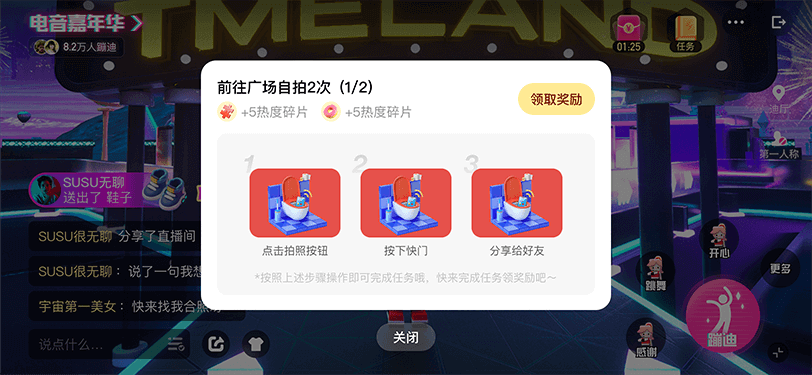 电音嘉年华
8.2万人蹦迪
TMELAND
01:25
任务
前往广场自拍2次 (1/2)
+5热度碎片
+5热度碎片
领取奖励
第一人称
1
2
3
点击拍照按钮
按下快门
分享给好友
*按照上述步骤操作即可完成任务哦，快来完成任务领奖励吧～
SUSU无聊
送出了 鞋子
SUSU很无聊 分享了直播间
SUSU很无聊：说了一句我想
宇宙第一美女：快来找我合照
说点什么...
关闭
开心
跳舞
更多
蹦迪
感谢